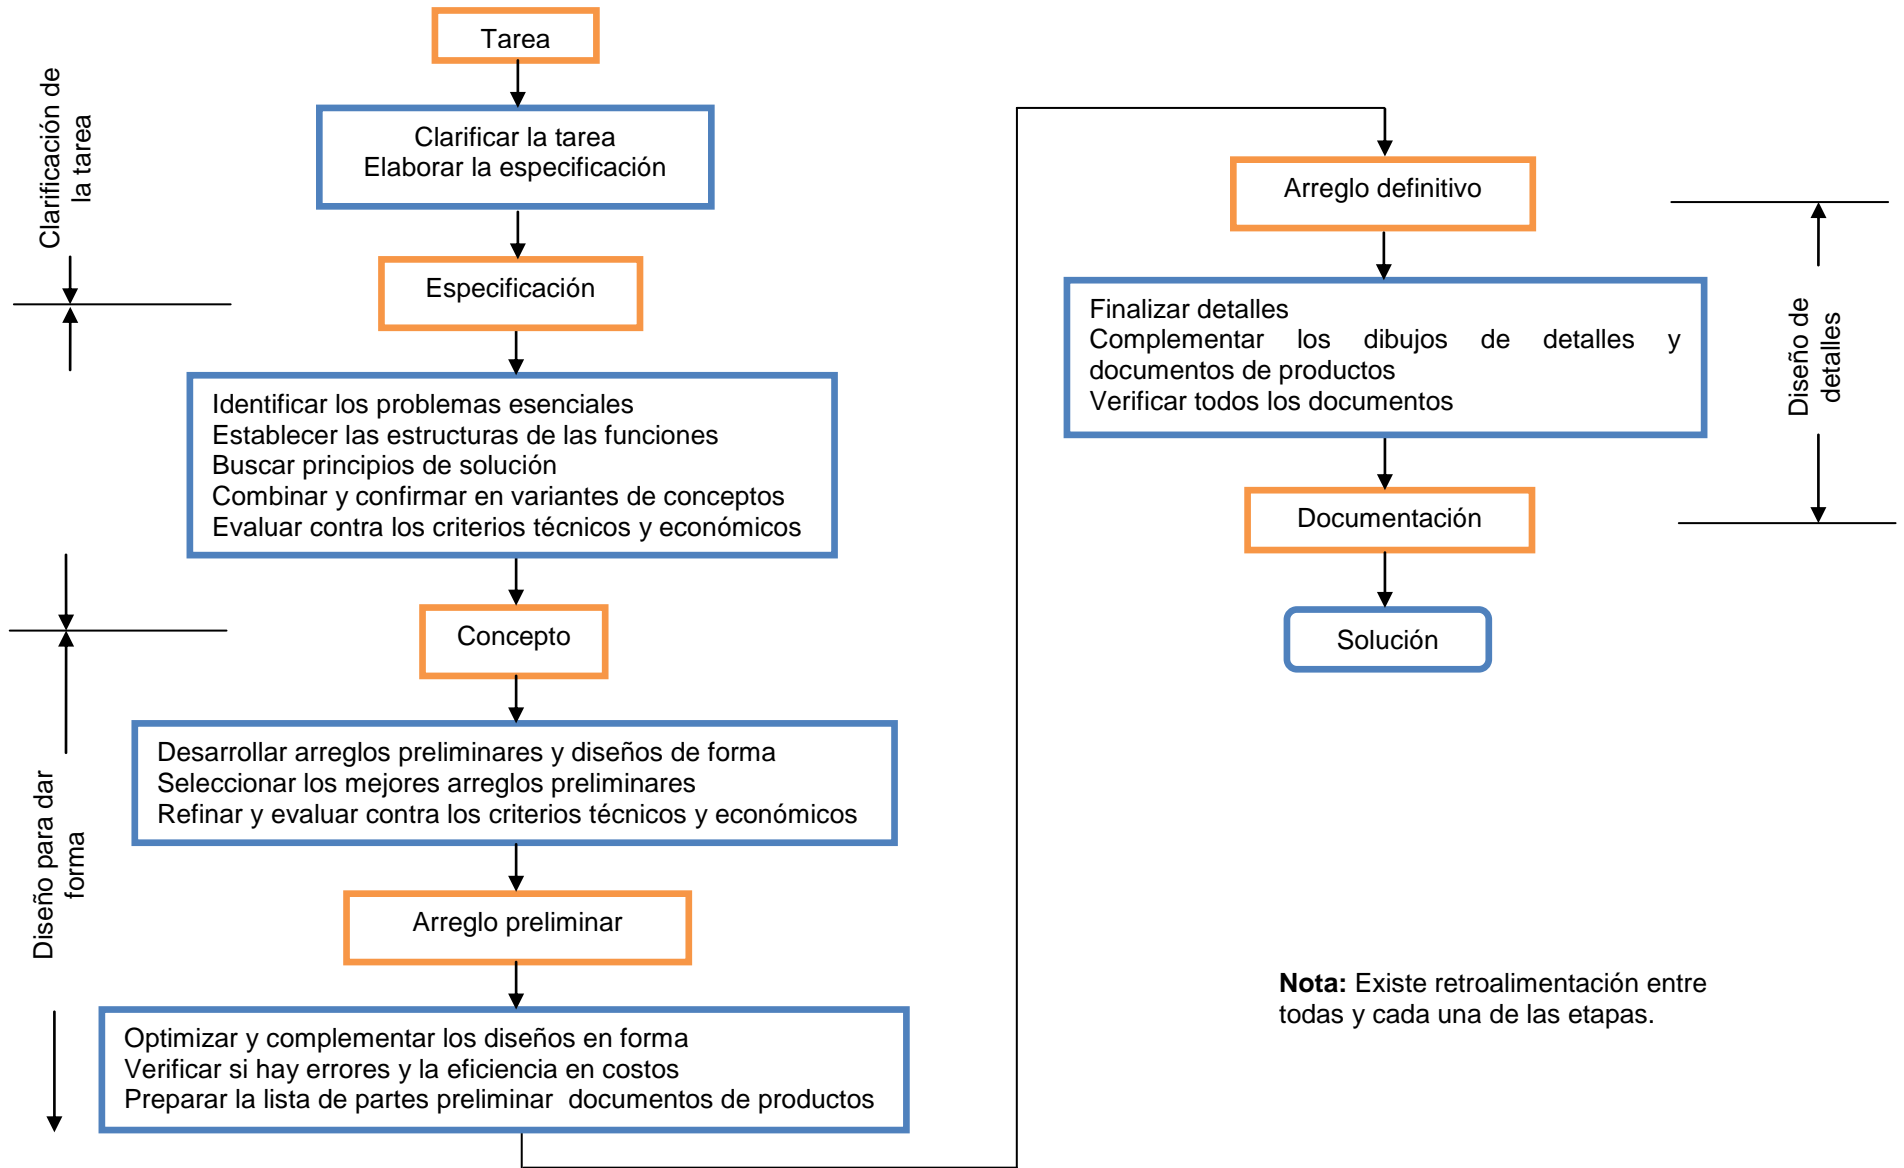 Tarea
Clarificación de
la tarea
Clarificar la tarea
Elaborar la especificación
Especificación
Identificar los problemas esenciales
Establecer las estructuras de las funciones
Buscar principios de solución
Combinar y confirmar en variantes de conceptos
Evaluar contra los criterios técnicos y económicos
Concepto
Diseño para dar
forma
Desarrollar arreglos preliminares y diseños de forma
Seleccionar los mejores arreglos preliminares
Refinar y evaluar contra los criterios técnicos y económicos
Arreglo preliminar
Optimizar y complementar los diseños en forma
Verificar si hay errores y la eficiencia en costos
Preparar la lista de partes preliminar documentos de productos
Arreglo definitivo
Finalizar detalles
Complementar los dibujos de detalles y
documentos de productos
Verificar todos los documentos
Diseño de
detalles
Documentación
Solución
Nota: Existe retroalimentación entre
todas y cada una de las etapas.